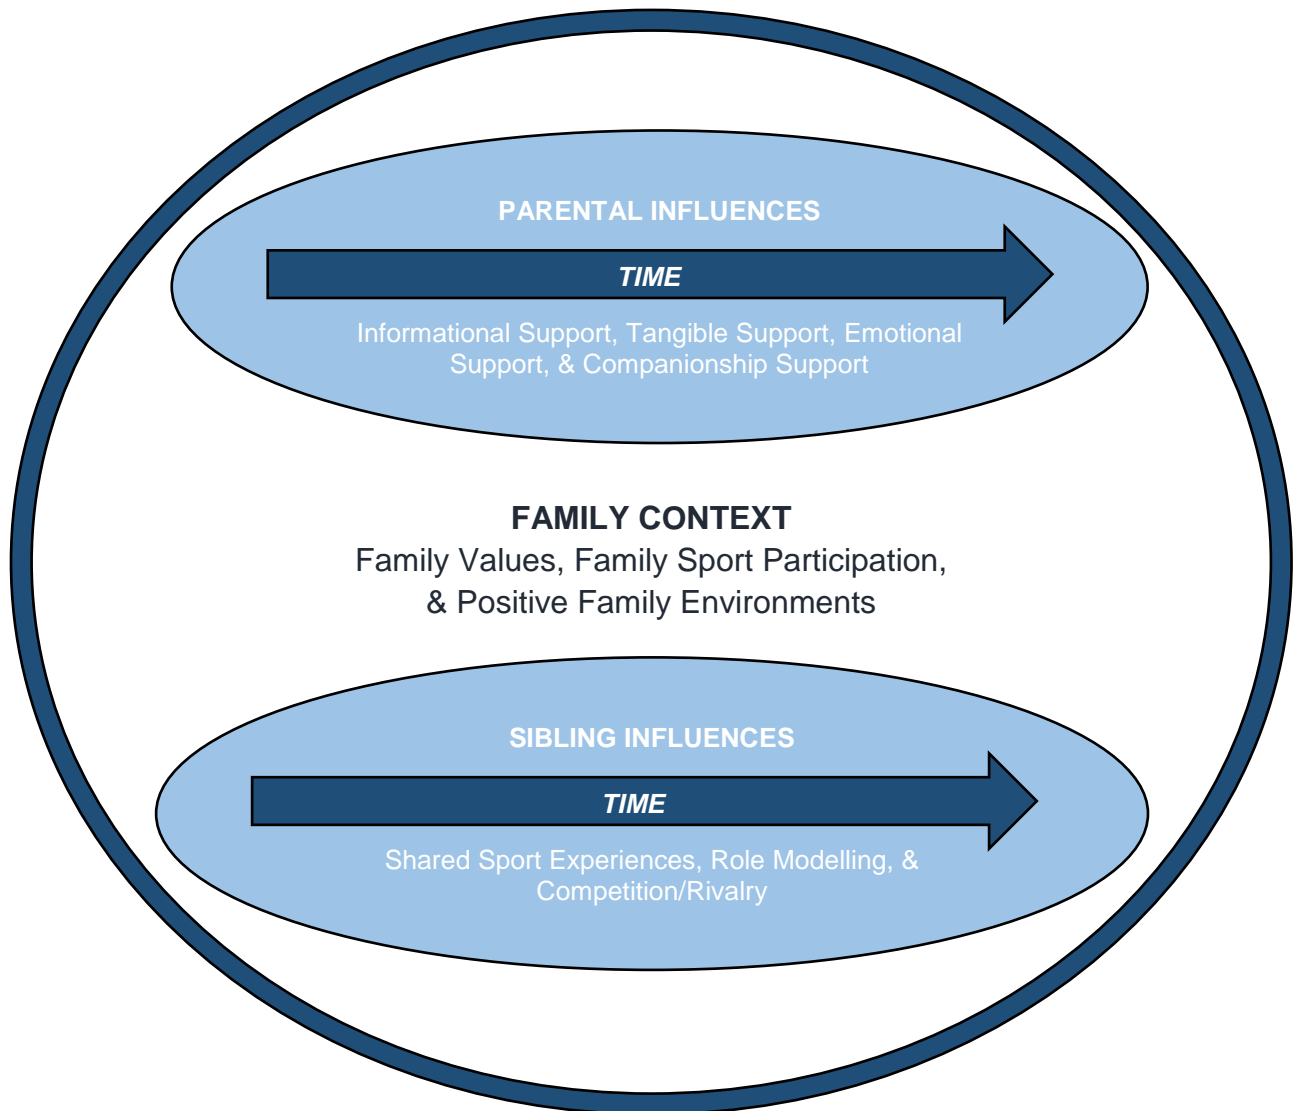 PARENTAL INFLUENCES
TIME
Informational Support, Tangible Support, Emotional
Support, & Companionship Support
FAMILY CONTEXT
Family Values, Family Sport Participation,
& Positive Family Environments
SIBLING INFLUENCES
TIME
Shared Sport Experiences, Role Modelling, &
Competition/Rivalry